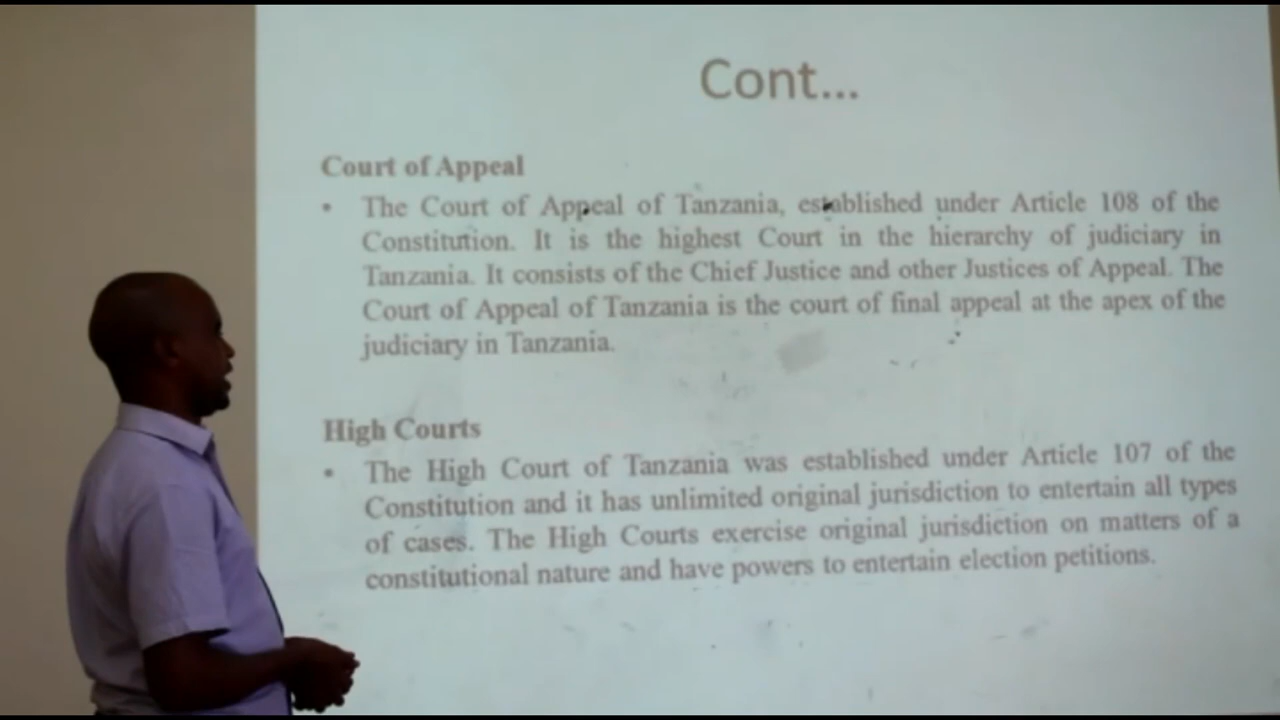 Cont...
Court of Appeal
• The Court of Appeal of Tanzania, established under Article 108 of the
Constitution. It is the highest Court in the hierarchy of judiciary in
Tanzania. It consists of the Chief Justice and other Justices of Appeal. The
Court of Appeal of Tanzania is the court of final appeal at the apex of the
judiciary in Tanzania.
High Courts
• The High Court of Tanzania was established under Article 107 of the
Constitution and it has unlimited original jurisdiction to entertain all types
of cases. The High Courts exercise original jurisdiction on matters of a
constitutional nature and have powers to entertain election petitions.